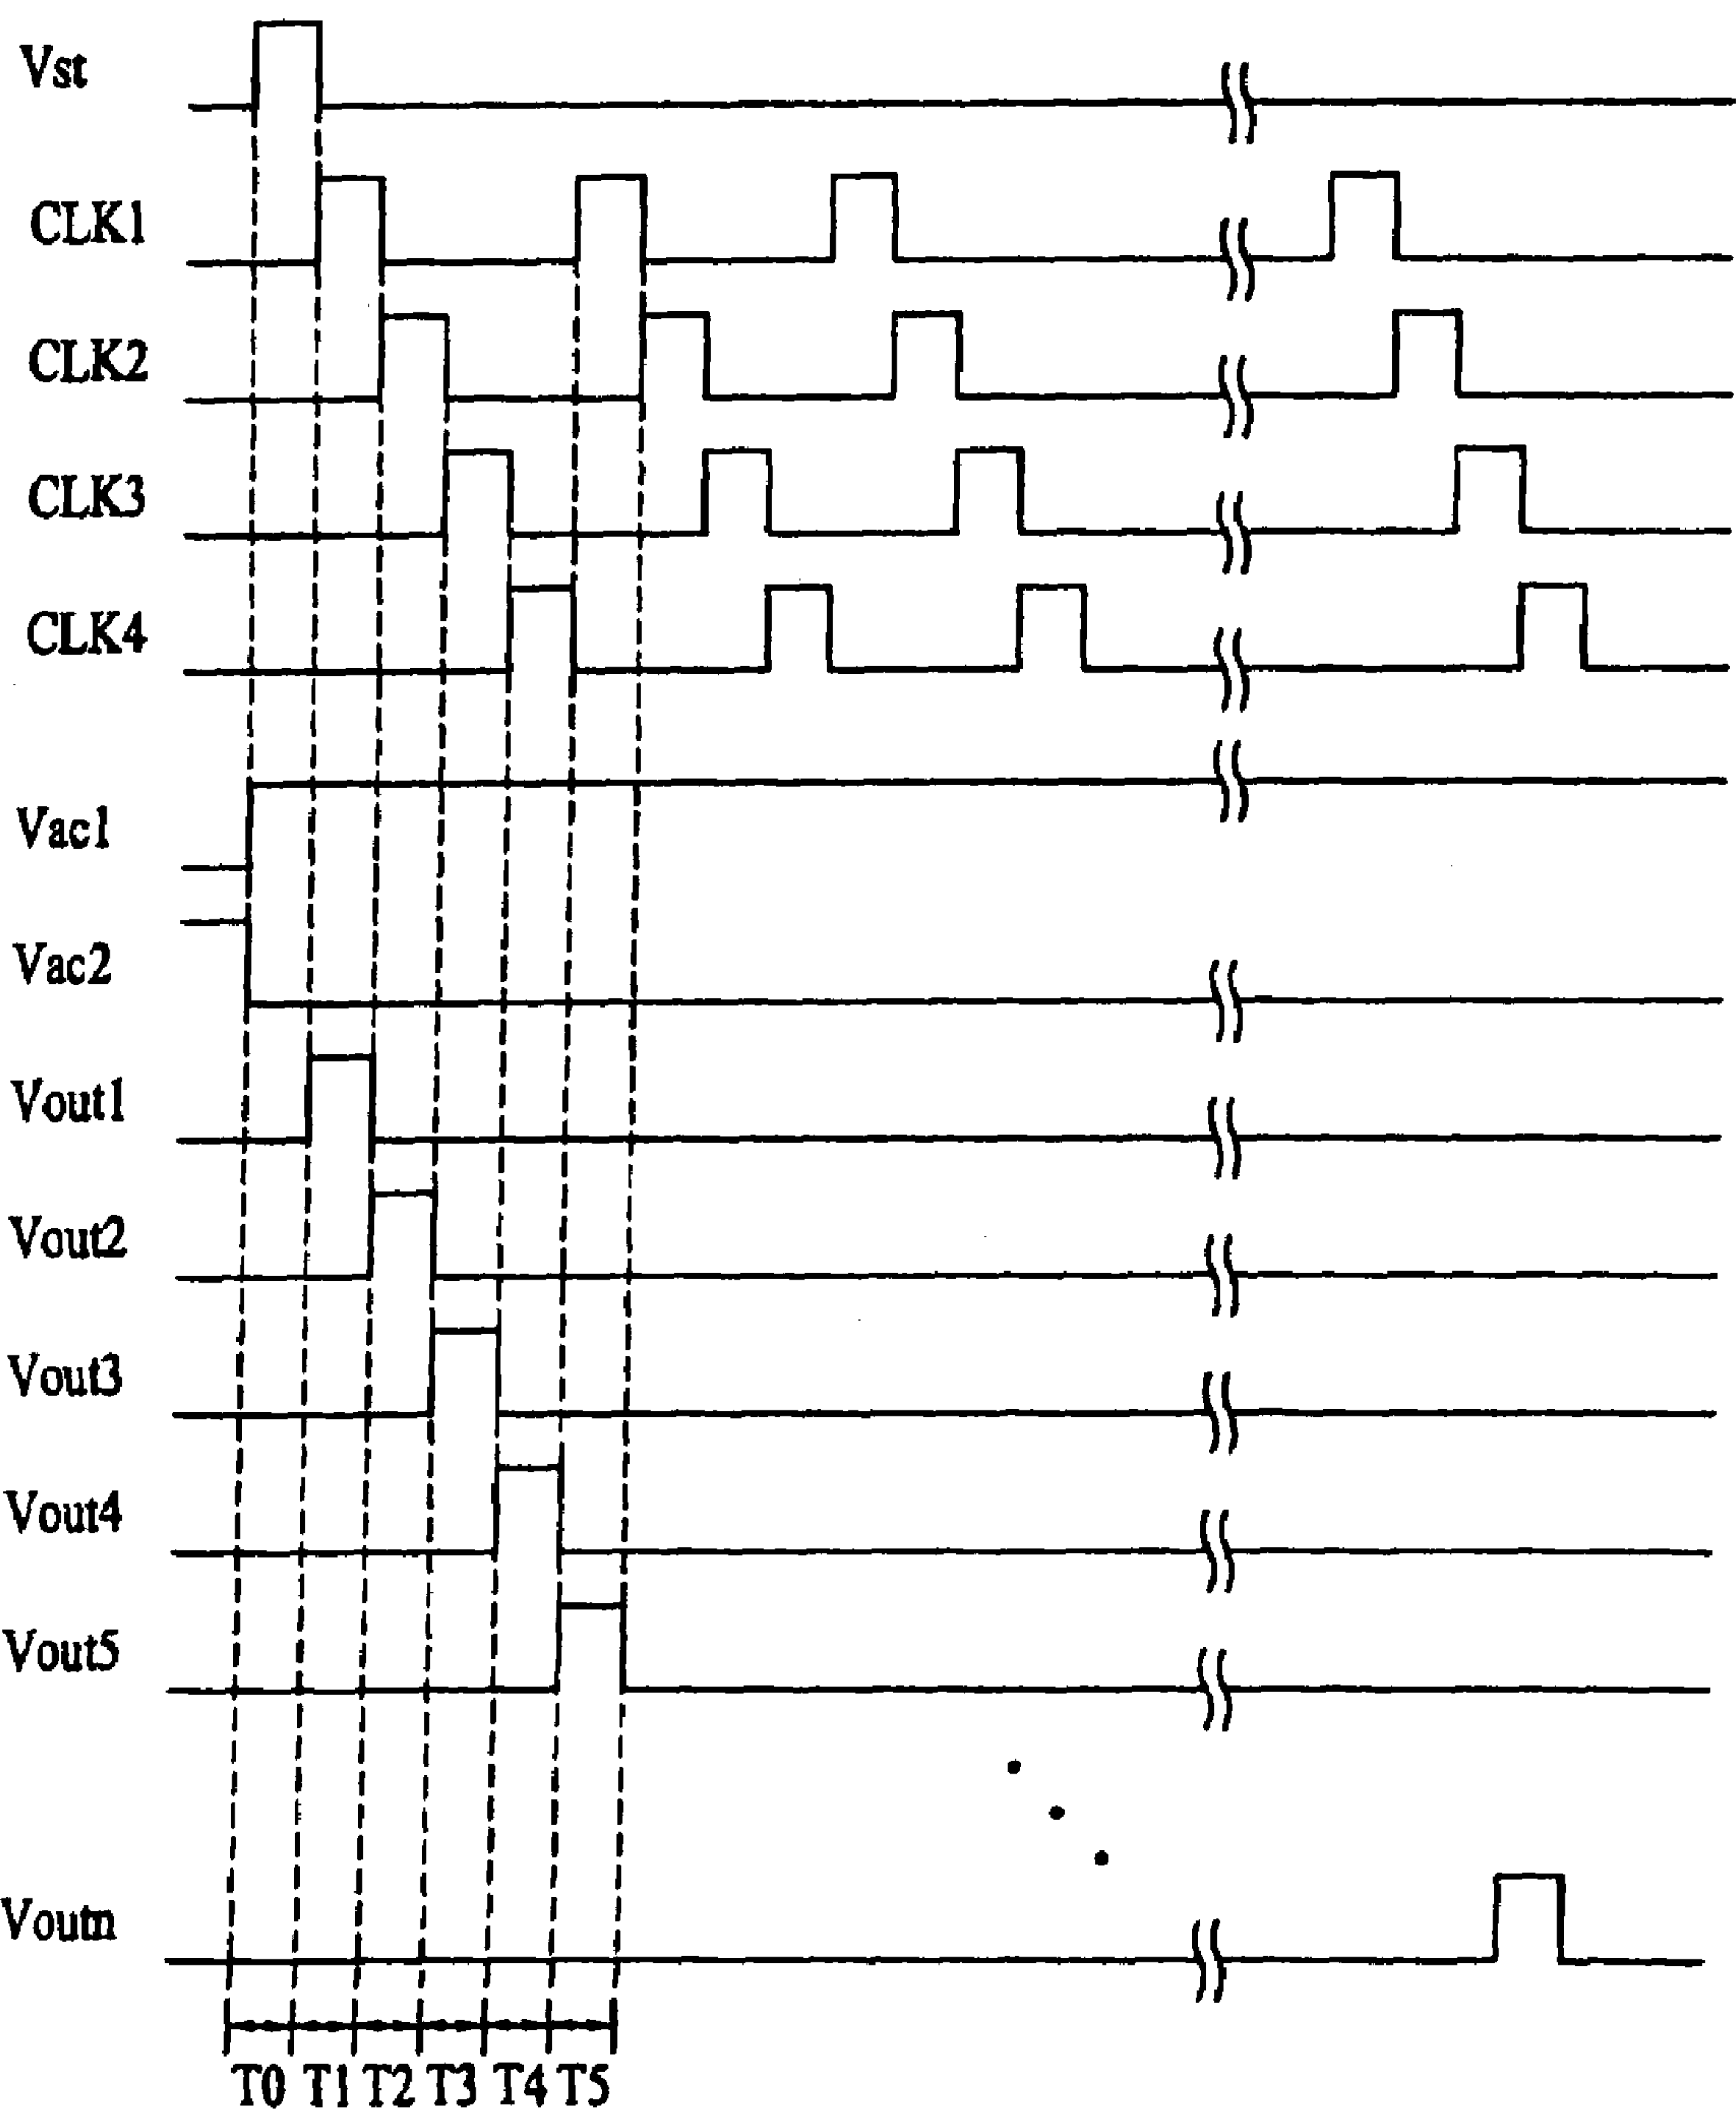 Vst
CLK1
CLK2
CLK3
CLK4
Vac1
Vac2
Vout1
Vout2
Vout3
Vout4
Vout5
Voutn
T0 T1 T2 T3 T4 T5